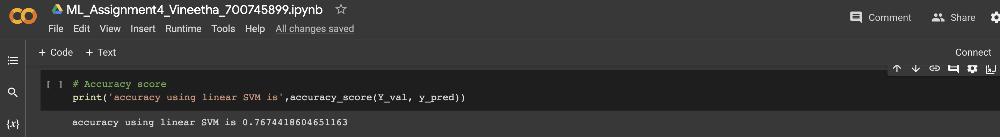 ML_Assignment4_Vineetha_700745899.ipynb
Comment Share
File Edit View Insert Runtime Tools Help All changes saved
+ Code + Text Connect
[ ] # Accuracy score
print('accuracy using linear SVM is',accuracy_score(Y_val, y_pred))
{x}
accuracy using linear SVM is 0.7674418604651163